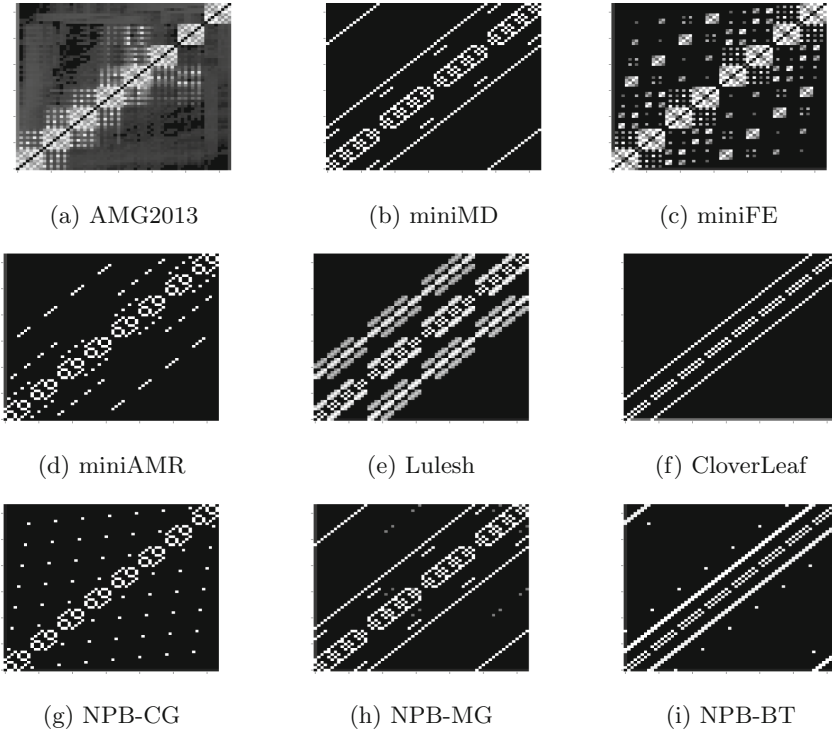 (a) AMG2013
(b) miniMD
(c) miniFE
(d) miniAMR
(e) Lulesh
(f) CloverLeaf
(g) NPB-CG
(h) NPB-MG
(i) NPB-BT